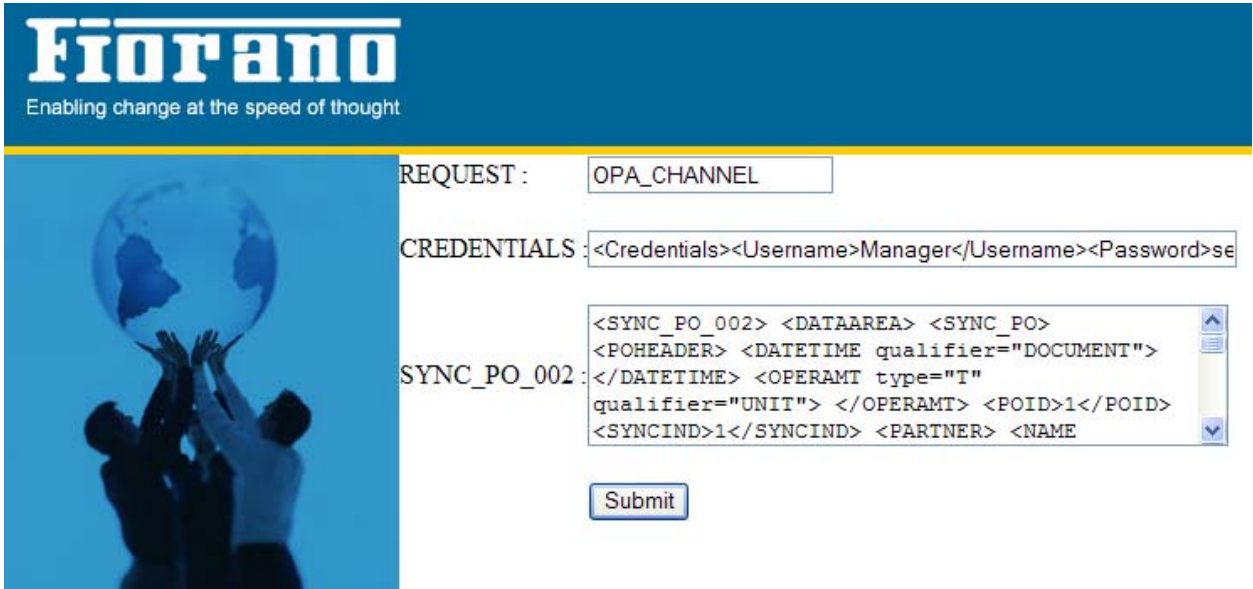 Fiorano
Enabling change at the speed of thought
REQUEST : OPA_CHANNEL
CREDENTIALS : <Credentials><Username>Manager</Username><Password>se
SYNC_PO_002 :
<SYNC_PO_002> <DATAAREA> <SYNC_PO>
<POHEADER> <DATETIME qualifier="DOCUMENT">
</DATETIME> <OPERAMT type="T"
qualifier="UNIT"> </OPERAMT> <POID>1</POID>
<SYNCIND>1</SYNCIND> <PARTNER> <NAME
Submit